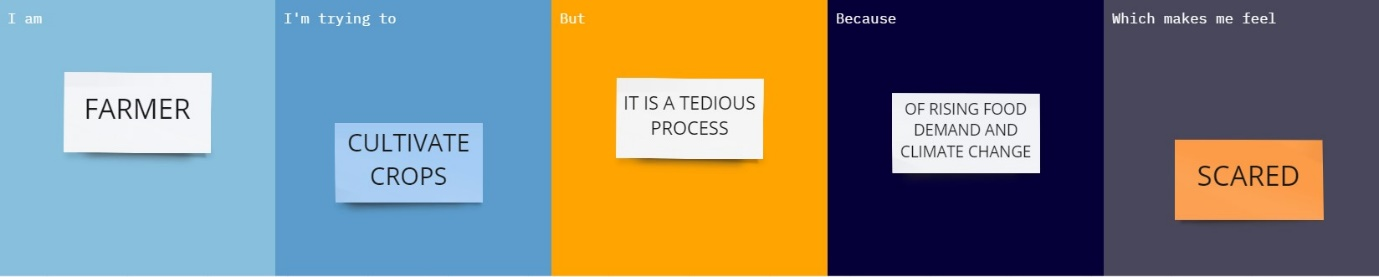 I am
FARMER
I'm trying to
CULTIVATE
CROPS
But
IT IS A TEDIOUS
PROCESS
Because
OF RISING FOOD
DEMAND AND
CLIMATE CHANGE
Which makes me feel
SCARED